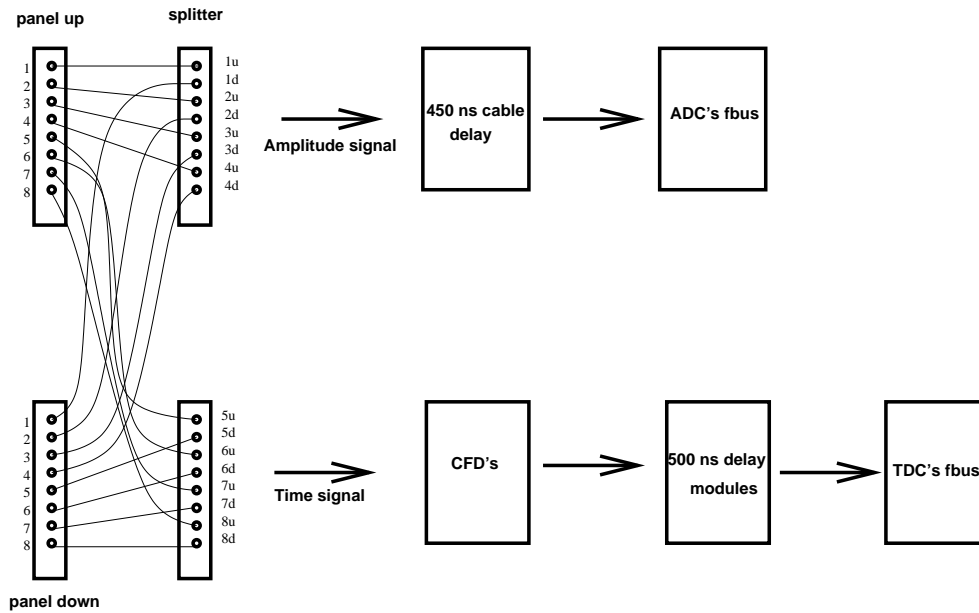 panel up
splitter
1
2
3
4
5
6
7
8
1u
1d
2u
2d
3u
3d
4u
4d
Amplitude signal
450 ns cable
delay
ADC's fbus
1
2
3
4
5
6
7
8
5u
5d
6u
6d
7u
7d
8u
8d
Time signal
CFD's
500 ns delay
modules
TDC's fbus
panel down